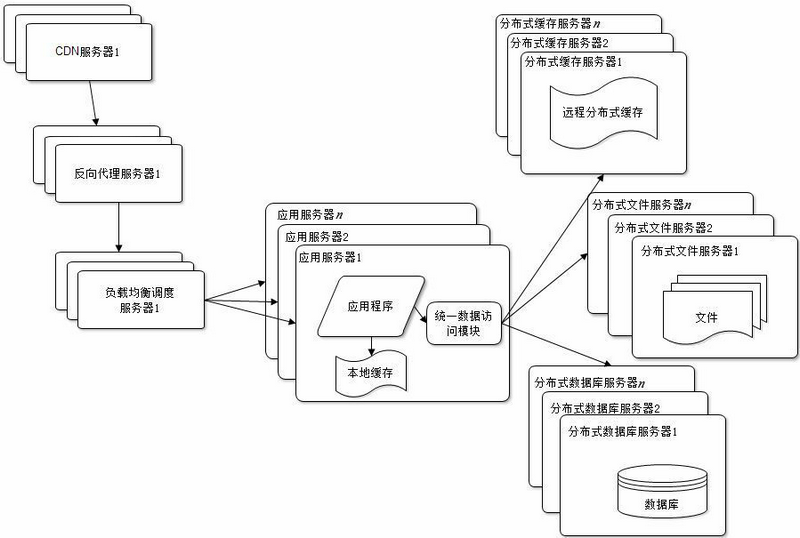 CDN服务器1
反向代理服务器1
负载均衡调度
服务器1
应用服务器n
应用服务器2
应用服务器1
应用程序
统一数据访
问模块
本地缓存
分布式缓存服务器n
分布式缓存服务器2
分布式缓存服务器1
远程分布式缓存
分布式文件服务器n
分布式文件服务器2
分布式文件服务器1
文件
分布式数据库服务器n
分布式数据库服务器2
分布式数据库服务器1
数据库